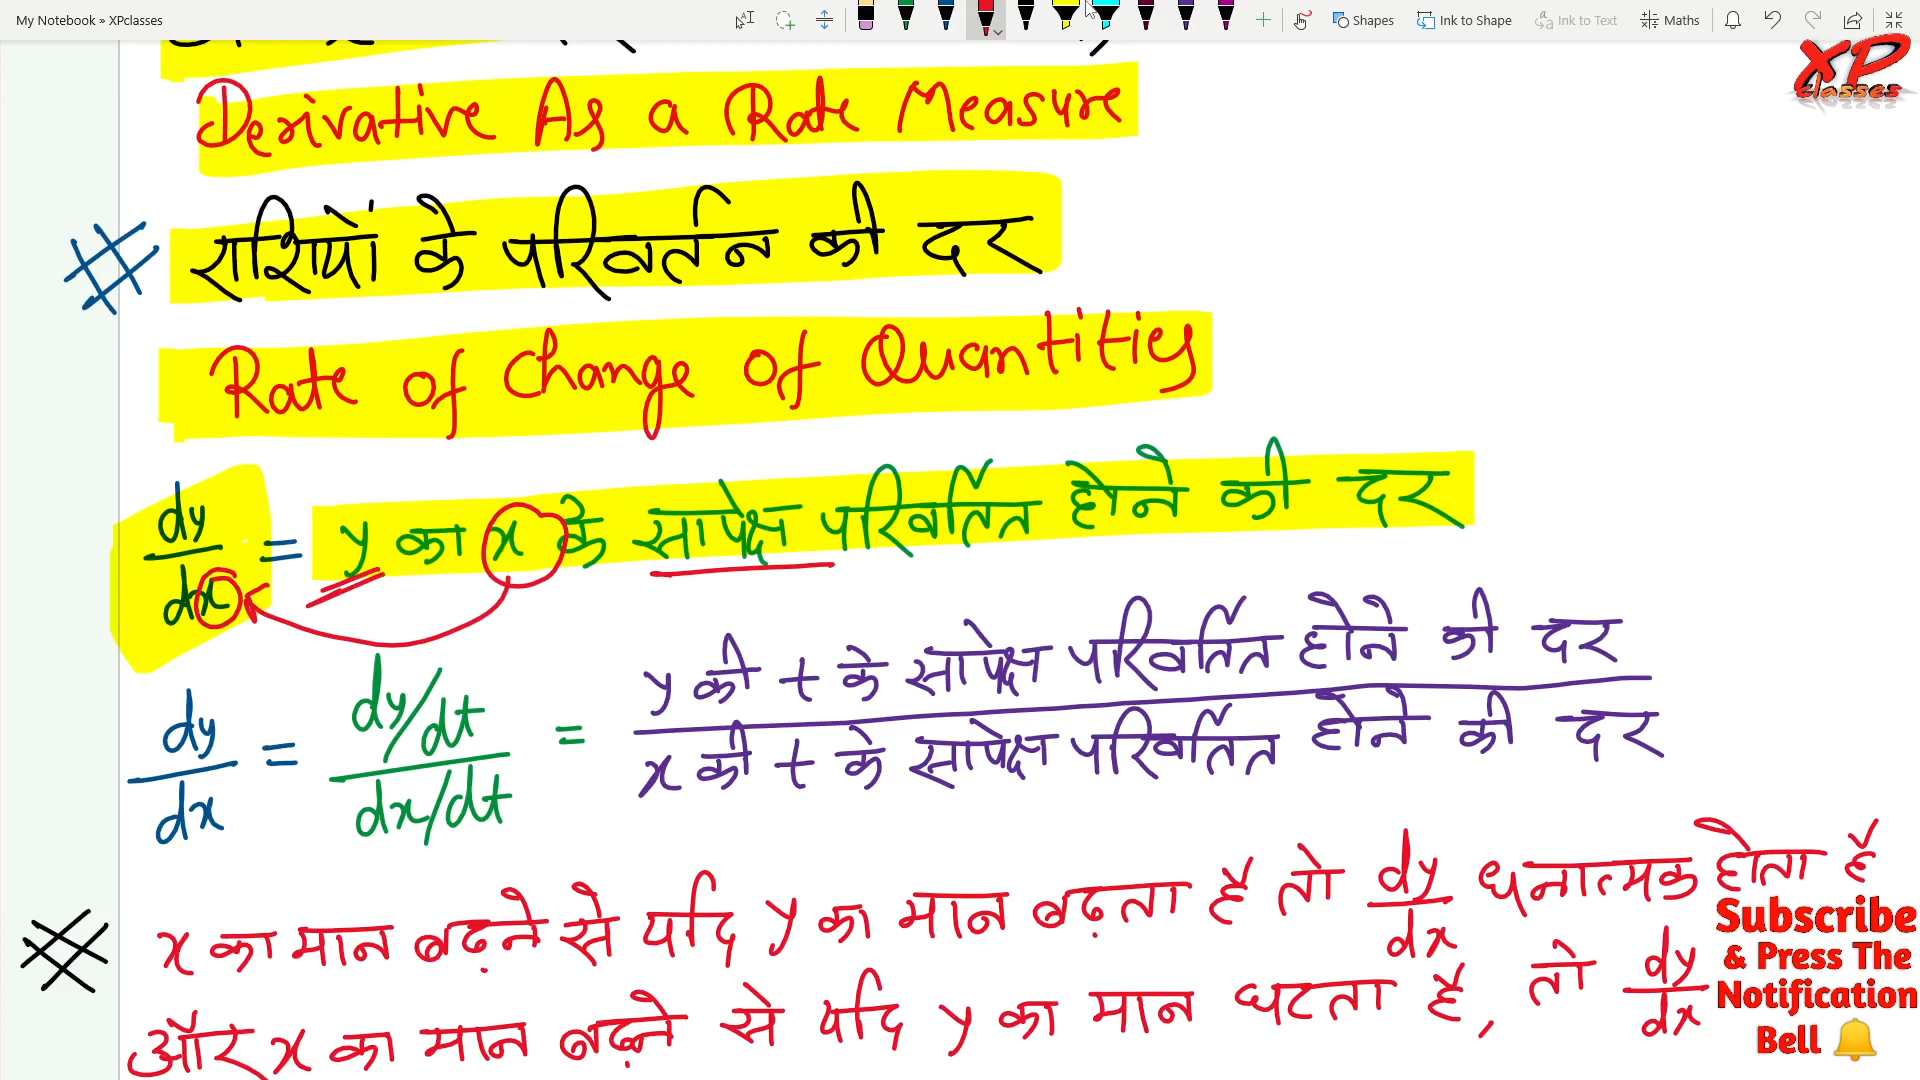 My Notebook » XPclasses
Shapes Ink to Shape Ink to Text Maths
XP
classes
Derivative As a Rate Measure
# राशियों के परिवर्तन की दर
Rate of Change of Quantities
dy/dx = y का x के सापेक्ष परिवर्तित होने की दर
dy/dx = (dy/dt)/(dx/dt) = y की t के सापेक्ष परिवर्तित होने की दर
x की t के सापेक्ष परिवर्तित होने की दर
x का मान बढ़ने से यदि y का मान बढ़ता है तो dy/dx धनात्मक होता है
और x का मान बढ़ने से यदि y का मान घटता है, तो dy/dx
Subscribe
& Press The
Notification
Bell